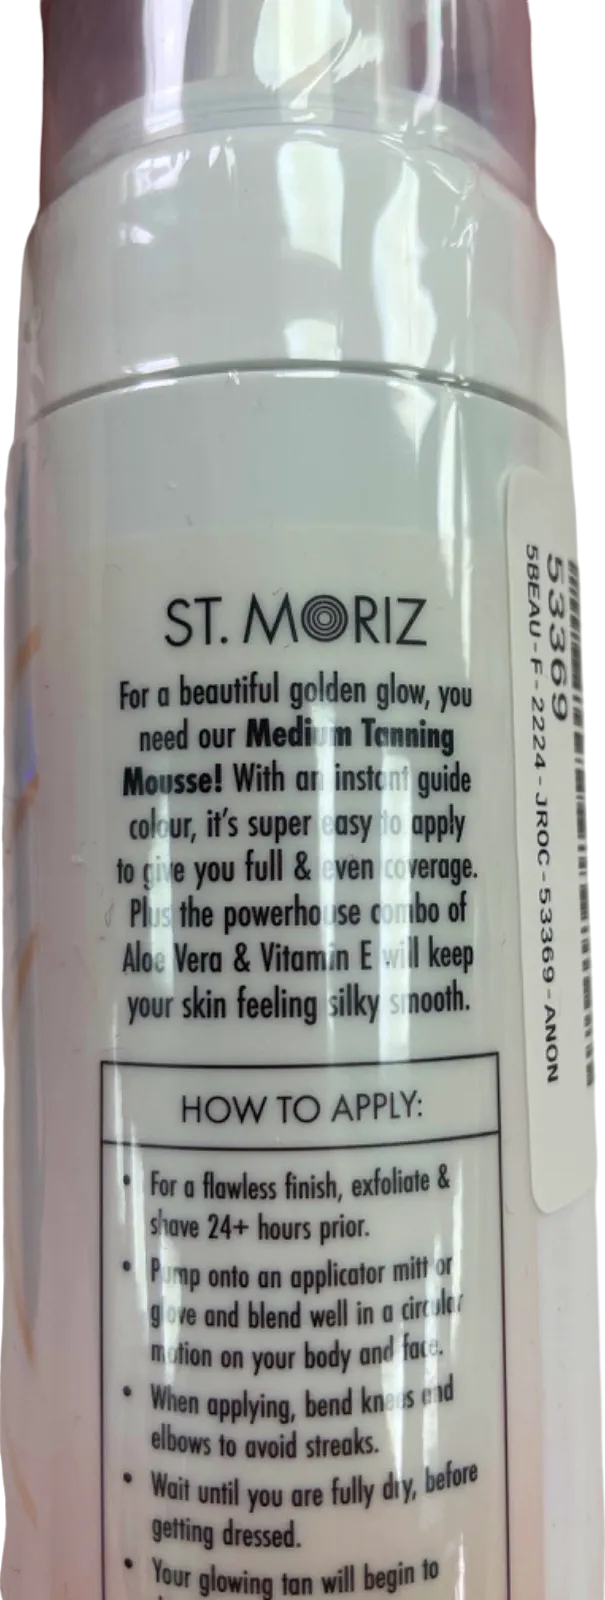 ST. MORIZ
For a beautiful golden glow, you
need our Medium Tanning
Mousse! With an instant guide
colour, it's super easy to apply
to give you full & even coverage.
Plus the powerhouse combo of
Aloe Vera & Vitamin E will keep
your skin feeling silky smooth.
HOW TO APPLY:
• For a flawless finish, exfoliate &
shave 24+ hours prior.
• Pump onto an applicator mitt or
glove and blend well in a circular
motion on your body and face.
• When applying, bend knees and
elbows to avoid streaks.
• Wait until you are fully dry, before
getting dressed.
• Your glowing tan will begin to
53369
5BEAU-F-2224-JROC-53369-ANON